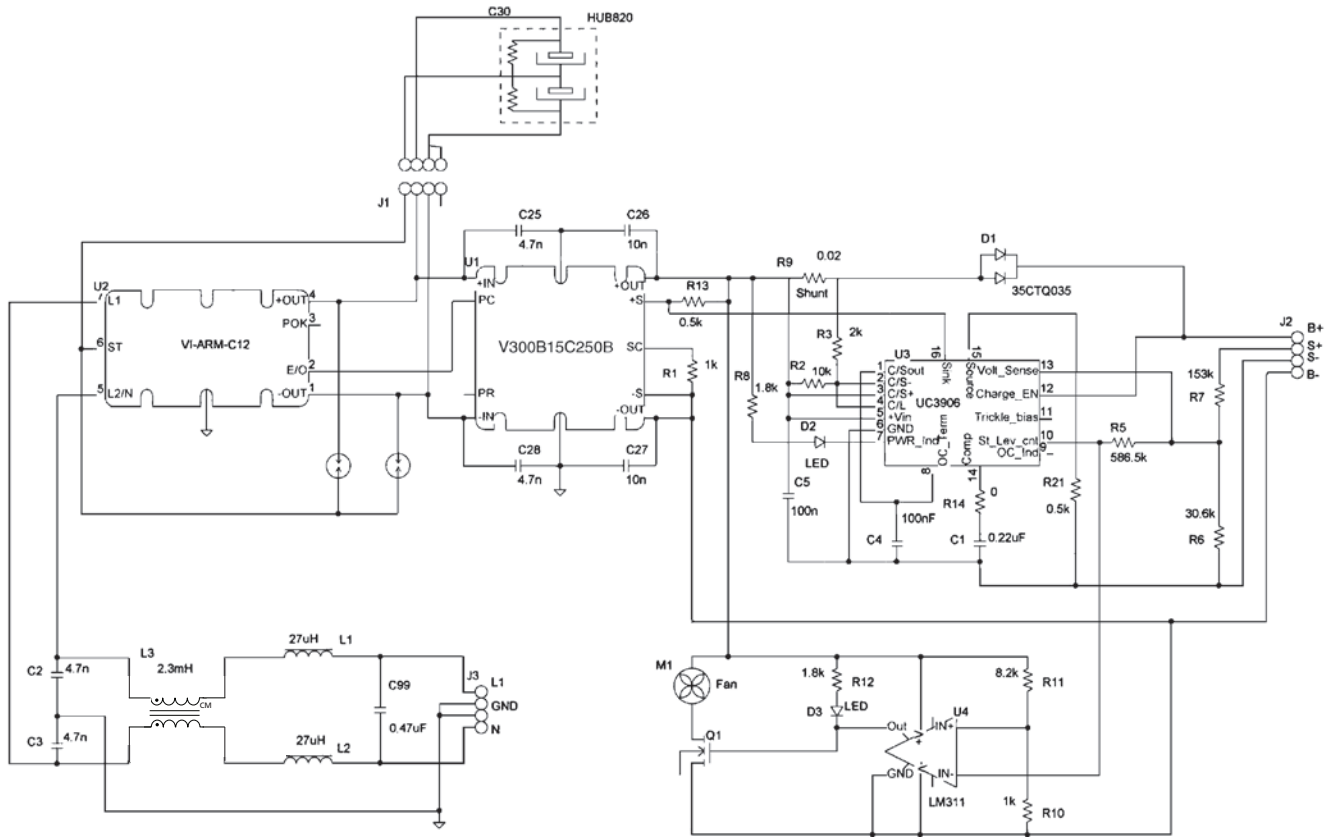 C30
HUB820
J1
C25
4.7n
C26
10n
U1
+IN
PC
PR
-IN
+OUT
+S
SC
-S
-OUT
V300B15C250B
U2
7
L1
6
ST
5
L2/N
+OUT
4
POK
3
E/O
2
-OUT
1
VI-ARM-C12
C28
4.7n
C27
10n
R13
0.5k
1k
R1
R9
0.02
Shunt
D1
35CTQ035
R3
2k
R2
10k
R8
1.8k
D2
LED
U3
UC3906
1
C/Sout
2
C/S-
3
C/S+
4
C/L
5
+Vin
6
GND
7
PWR_Ind
16
Sink
15
Source
OC_Term
8
Comp
14
Volt_Sense
13
Charge_EN
12
Trickle_bias
11
St_Lev_cnl
10
OC_Ind
9
C5
100n
100nF
C4
R14
0
C1
0.22uF
R21
0.5k
R5
586.5k
153k
R7
30.6k
R6
J2
B+
S+
S-
B-
C2
4.7n
C3
4.7n
L3
2.3mH
CM
27uH
L1
27uH
L2
C99
0.47uF
J3
L1
GND
N
M1
Fan
Q1
1.8k
R12
LED
D3
8.2k
R11
U4
Out
IN+
GND
IN-
+
-
LM311
1k
R10